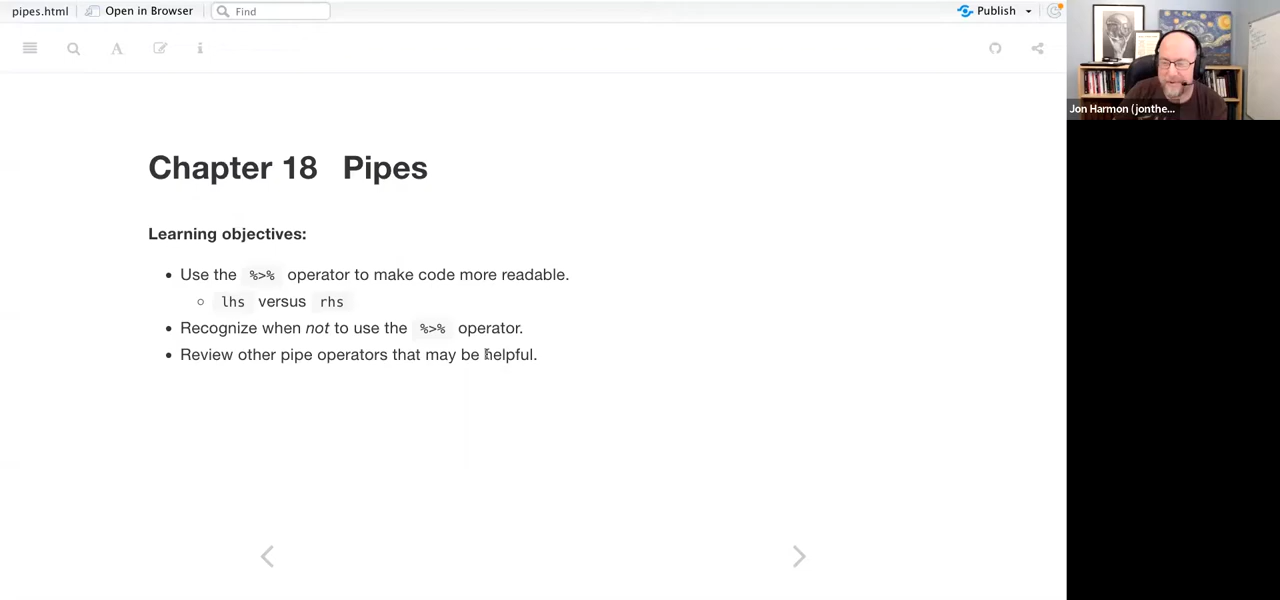 pipes.html Open in Browser Find Publish
Jon Harmon (jonthe...
Chapter 18 Pipes
Learning objectives:
• Use the %>% operator to make code more readable.
○ lhs versus rhs
• Recognize when not to use the %>% operator.
• Review other pipe operators that may be helpful.